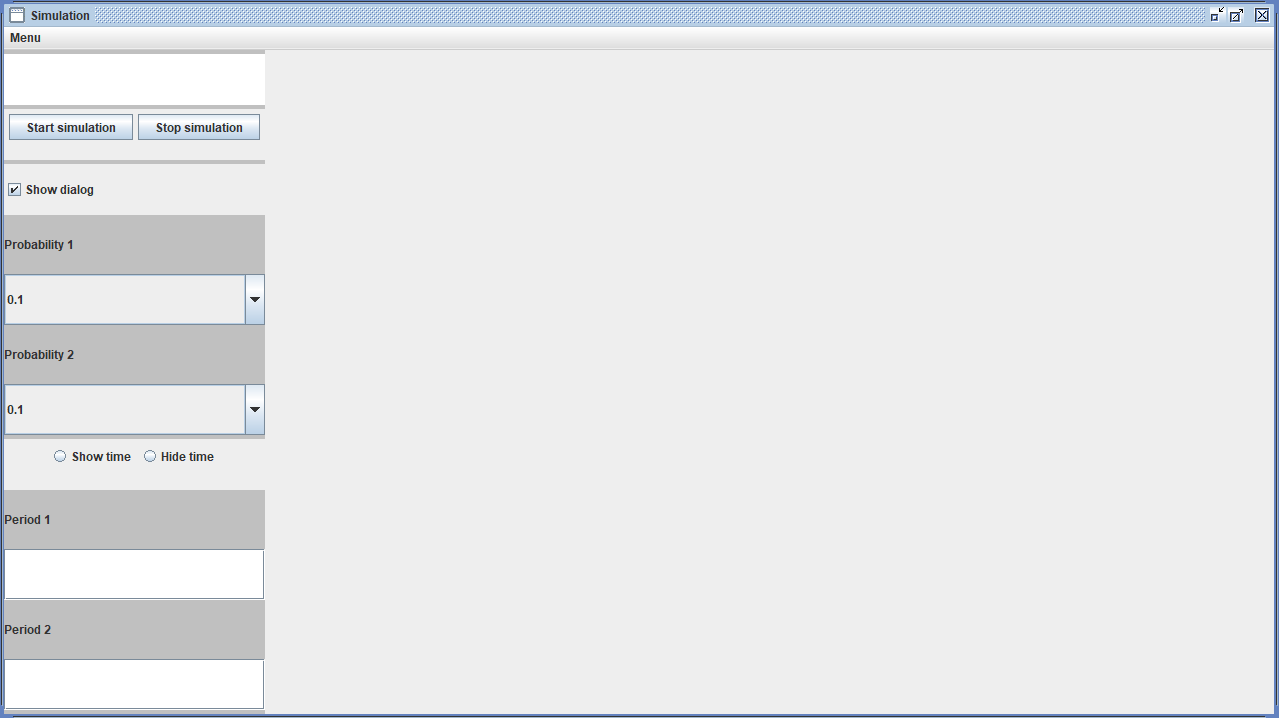 Simulation
Menu
Start simulation Stop simulation
Show dialog
Probability 1
0.1
Probability 2
0.1
Show time Hide time
Period 1
Period 2